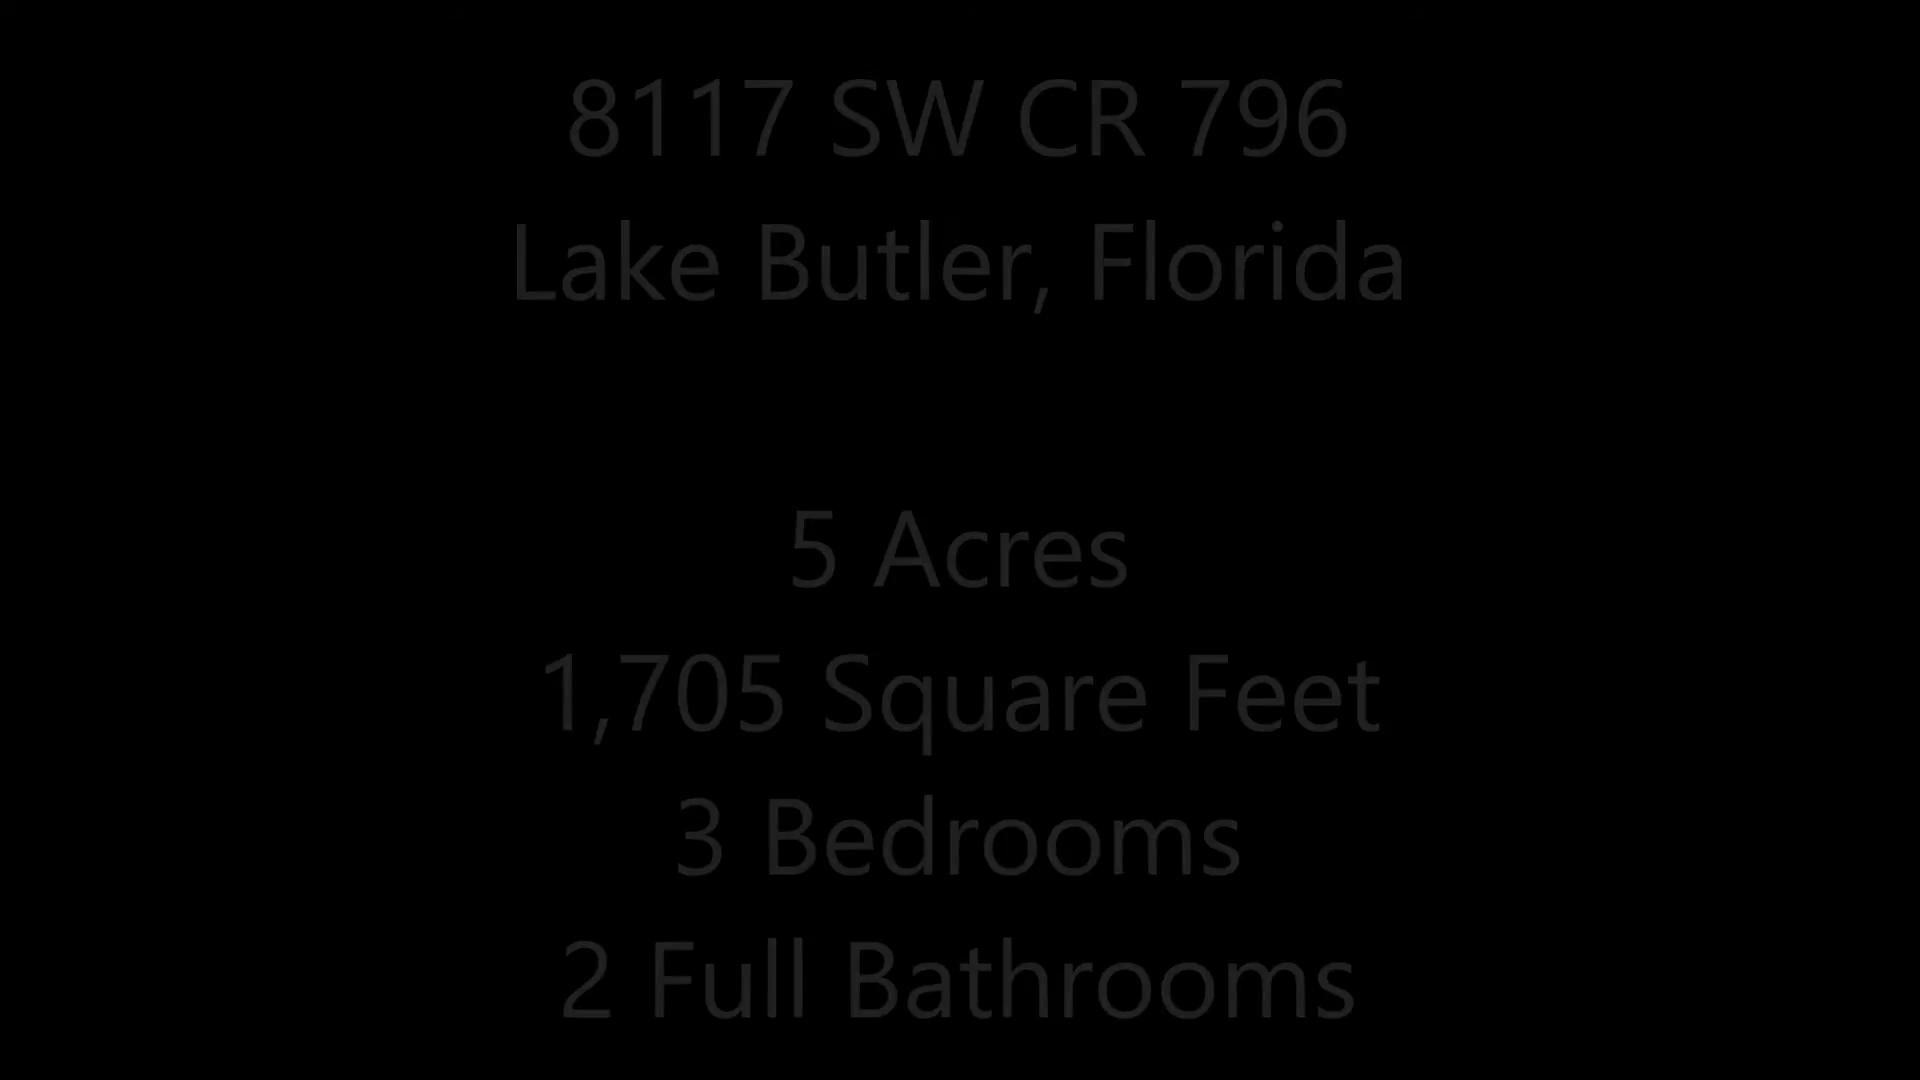 8117 SW CR 796
Lake Butler, Florida
5 Acres
1,705 Square Feet
3 Bedrooms
2 Full Bathrooms